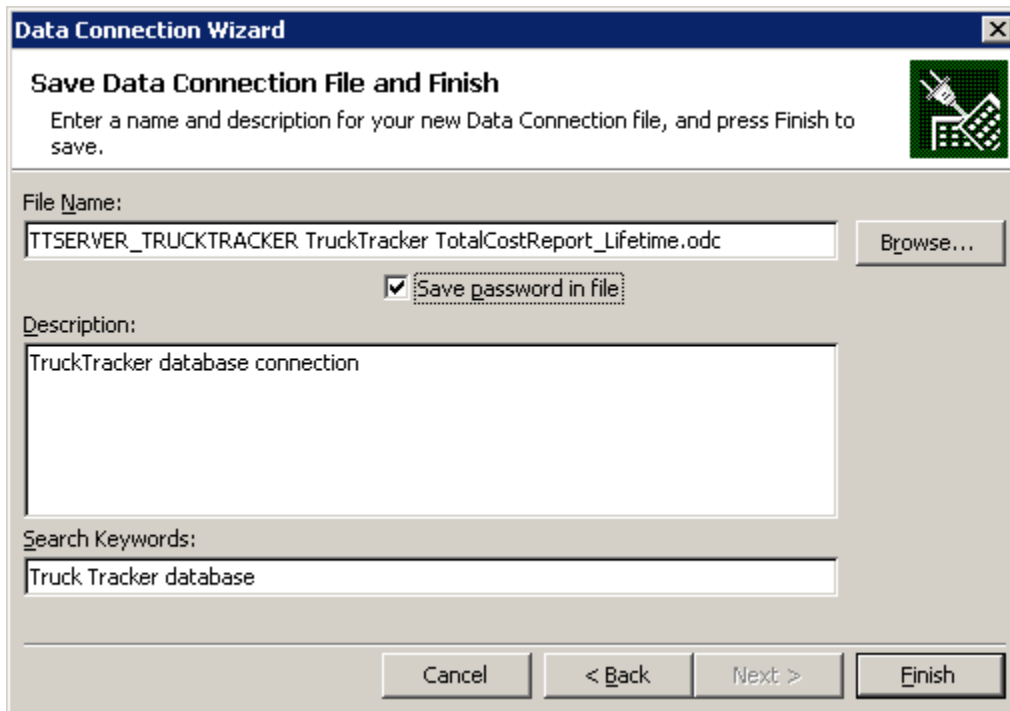 Data Connection Wizard
Save Data Connection File and Finish
Enter a name and description for your new Data Connection file, and press Finish to
save.
File Name:
TTSERVER_TRUCKTRACKER TruckTracker TotalCostReport_Lifetime.odc
Browse...
Save password in file
Description:
TruckTracker database connection
Search Keywords:
Truck Tracker database
Cancel
< Back
Next >
Finish